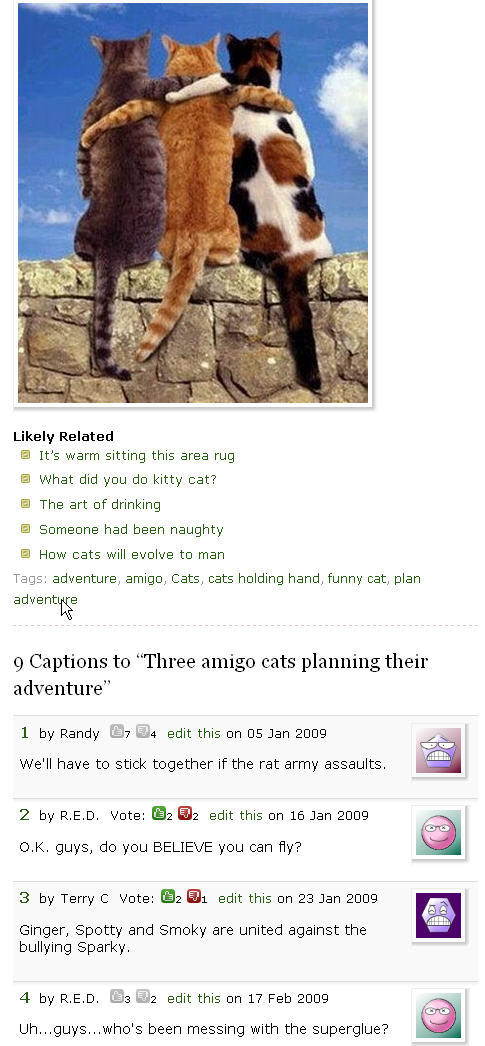 Likely Related
It's warm sitting this area rug
What did you do kitty cat?
The art of drinking
Someone had been naughty
How cats will evolve to man
Tags: adventure, amigo, Cats, cats holding hand, funny cat, plan
adventure
9 Captions to “Three amigo cats planning their
adventure”
1 by Randy 7 4 edit this on 05 Jan 2009
We'll have to stick together if the rat army assaults.
2 by R.E.D. Vote: 2 2 edit this on 16 Jan 2009
O.K. guys, do you BELIEVE you can fly?
3 by Terry C Vote: 2 1 edit this on 23 Jan 2009
Ginger, Spotty and Smoky are united against the
bullying Sparky.
4 by R.E.D. 3 2 edit this on 17 Feb 2009
Uh...guys...who's been messing with the superglue?